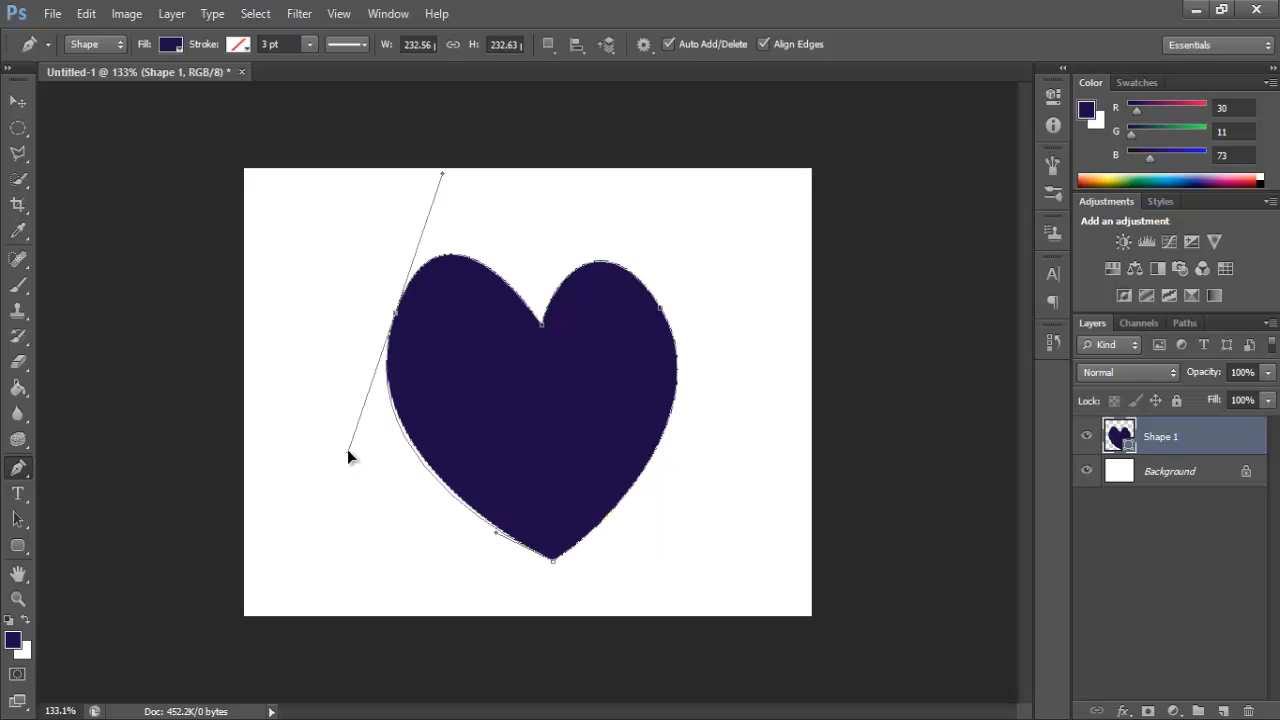 Ps File Edit Image Layer Type Select Filter View Window Help
Shape Fill: Stroke: 3 pt W: 232.56 H: 232.63 Auto Add/Delete Align Edges Essentials
Untitled-1 @ 133% (Shape 1, RGB/8) * ×
Color Swatches
R 30
G 11
B 73
Adjustments Styles
Add an adjustment
Layers Channels Paths
Kind T
Normal Opacity: 100%
Lock: Fill: 100%
Shape 1
Background
T
A
133.1% Doc: 452.2K/0 bytes
fx